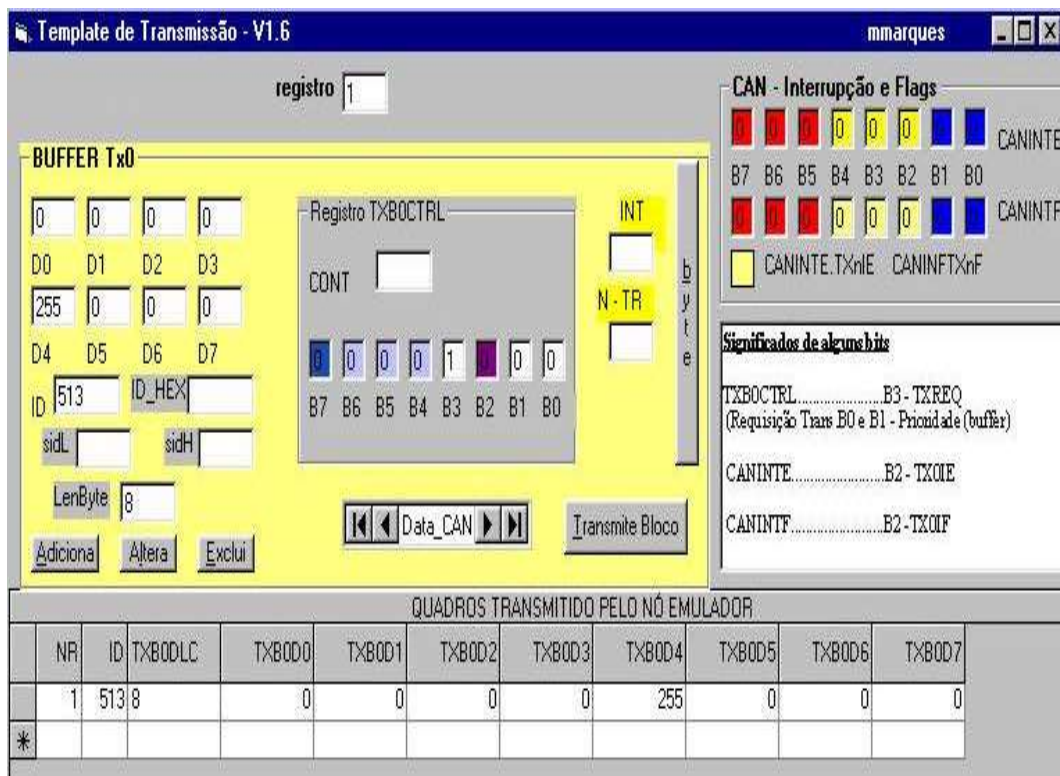 Template de Transmissão - V1.6 mmarques
registro 1
CAN - Interrupção e Flags
0 0 0 0 0 0 0 0 CANINTE
B7 B6 B5 B4 B3 B2 B1 B0
0 0 0 0 0 0 0 0 CANINTF
CANINTE.TXnIE CANINFTXnF
BUFFER Tx0
0 0 0 0
D0 D1 D2 D3
255 0 0 0
D4 D5 D6 D7
ID 513 ID_HEX
sidL sidH
LenByte 8
Adiciona Altera Exclui
Registro TXB0CTRL
CONT
0 0 0 0 1 0 0 0
B7 B6 B5 B4 B3 B2 B1 B0
INT
N - TR
byte
Data_CAN
Transmite Bloco
Significados de alguns bits
TXB0CTRL.....................B3 - TXREQ
(Requisição Trans B0 e B1 - Prioridade (buffer)
CANINTE........................B2 - TX0IE
CANINTF........................B2 -TX0IF
QUADROS TRANSMITIDO PELO NÓ EMULADOR
NR ID TXB0DLC TXB0D0 TXB0D1 TXB0D2 TXB0D3 TXB0D4 TXB0D5 TXB0D6 TXB0D7
1 513 8 0 0 0 0 255 0 0 0
*